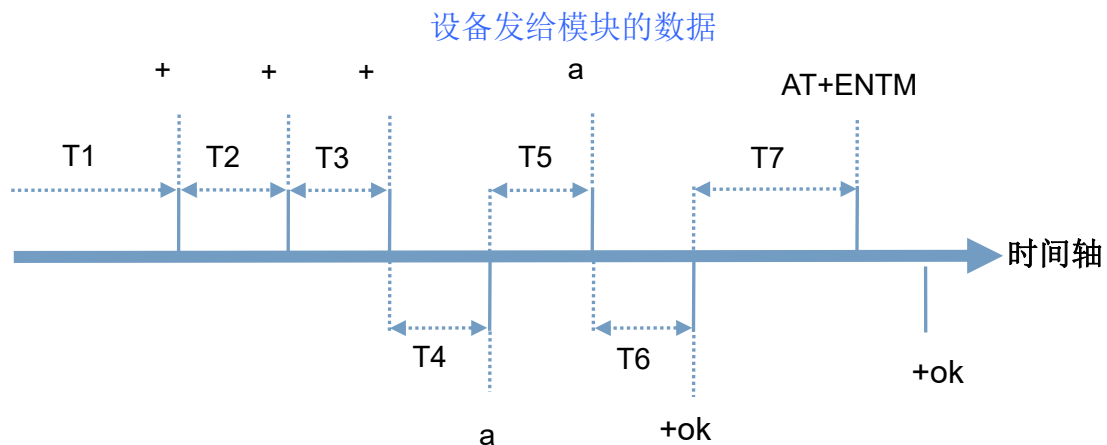 设备发给模块的数据
+ + + a
AT+ENTM
T1 T2 T3 T5 T7
时间轴
T4 T6
+ok
a +ok